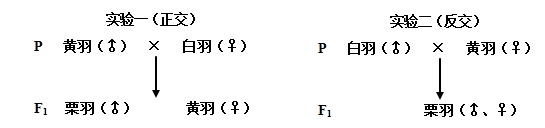 实验一(正交) 实验二(反交)
P 黄羽(♂) × 白羽(♀) P 白羽(♂) × 黄羽(♀)
F₁ 栗羽(♂) 黄羽(♀) F₁ 栗羽(♂、♀)